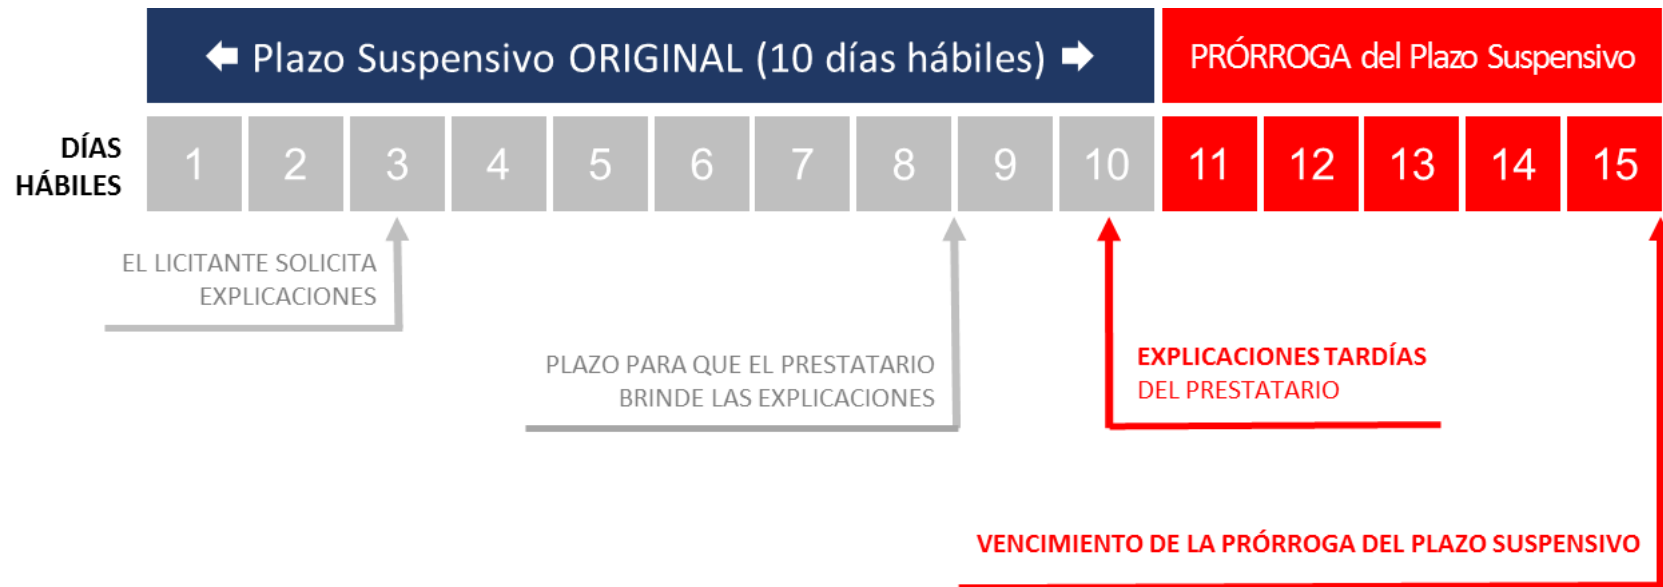 🡸 Plazo Suspensivo ORIGINAL (10 días hábiles) 🡺
PRÓRROGA del Plazo Suspensivo
DÍAS
HÁBILES
1 2 3 4 5 6 7 8 9 10 11 12 13 14 15
EL LICITANTE SOLICITA
EXPLICACIONES
PLAZO PARA QUE EL PRESTATARIO
BRINDE LAS EXPLICACIONES
EXPLICACIONES TARDÍAS
DEL PRESTATARIO
VENCIMIENTO DE LA PRÓRROGA DEL PLAZO SUSPENSIVO